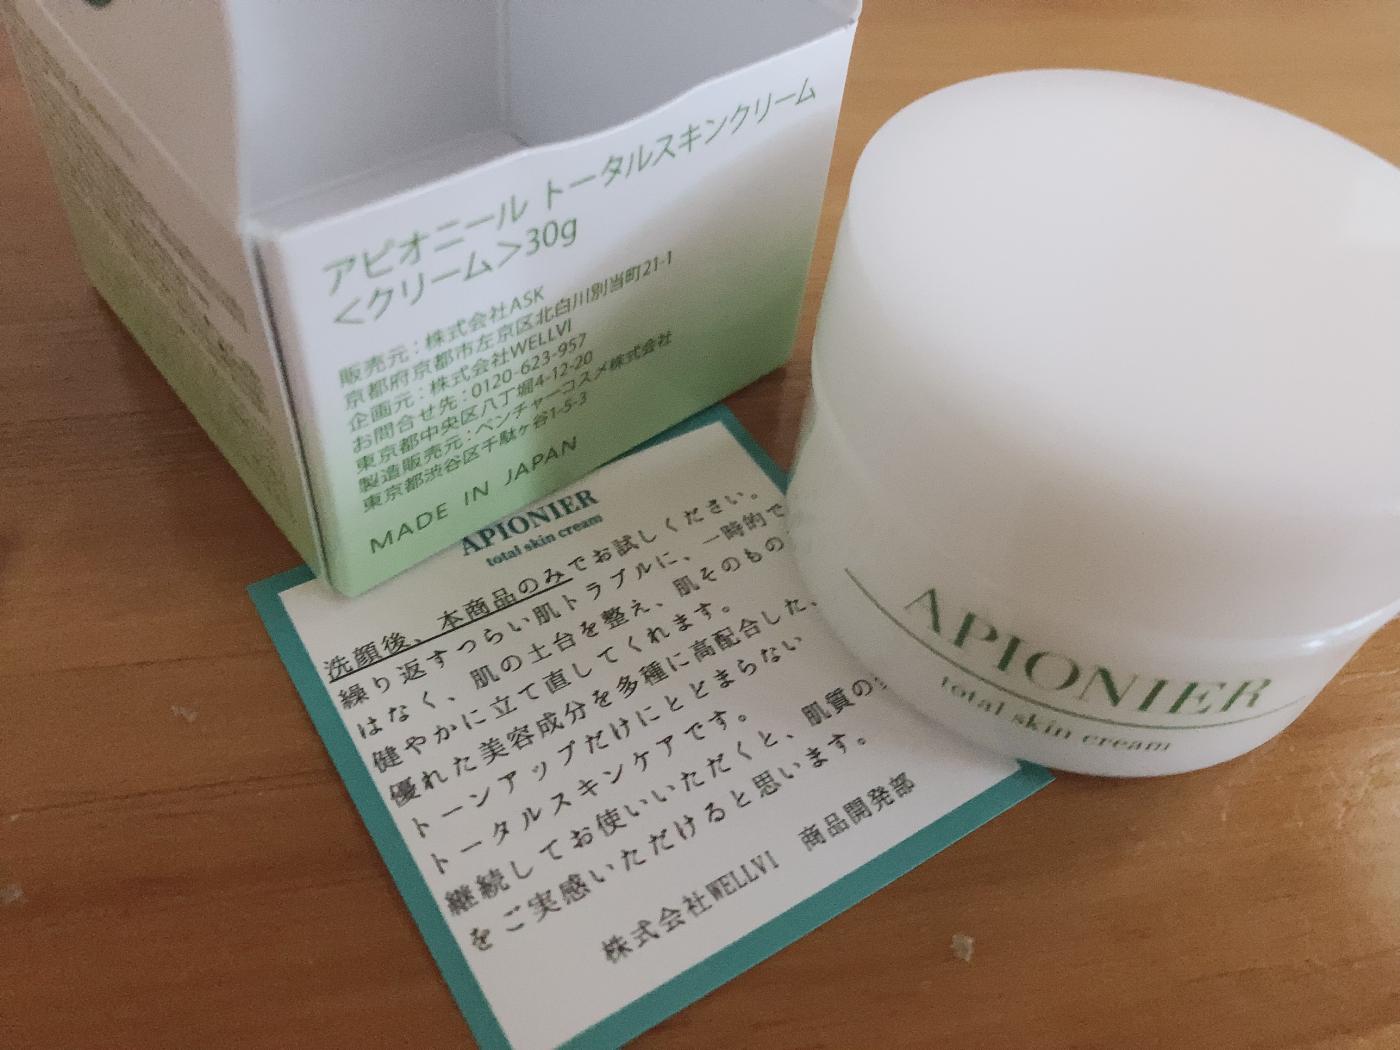 アピオニール トータルスキンクリーム
<クリーム>30g
販売元：株式会社ASK
京都府京都市左京区北白川別当町21-1
企画元：株式会社WELLVI
お問合せ先：0120-623-957
東京都中央区八丁堀4-12-20
製造販売元：ベンチャーコスメ株式会社
東京都渋谷区千駄ヶ谷1-5-3
MADE IN JAPAN
APIONIER
total skin cream
洗顔後、本商品のみでお試しください。
繰り返すつらい肌トラブルに、一時的で
はなく、肌の土台を整え、肌そのもの
健やかに立て直してくれます。
優れた美容成分を多種に高配合した、
トーンアップだけにとどまらない
トータルスキンケアです。
継続してお使いいただくと、肌質の
をご実感いただけると思います。
株式会社WELLVI 商品開発部
APIONIER
total skin cream